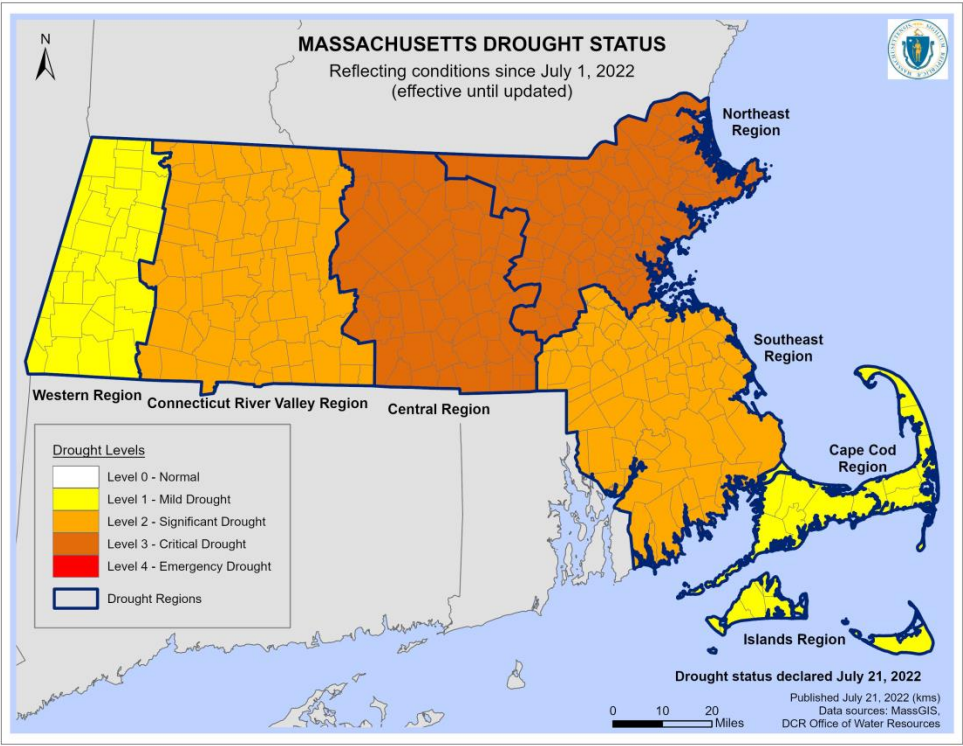 MASSACHUSETTS DROUGHT STATUS
Reflecting conditions since July 1, 2022
(effective until updated)
N
Northeast
Region
Southeast
Region
Western Region
Connecticut River Valley Region
Central Region
Cape Cod
Region
Islands Region
Drought Levels
Level 0 - Normal
Level 1 - Mild Drought
Level 2 - Significant Drought
Level 3 - Critical Drought
Level 4 - Emergency Drought
Drought Regions
Drought status declared July 21, 2022
Published July 21, 2022 (kms)
Data sources: MassGIS,
DCR Office of Water Resources
0 10 20
Miles